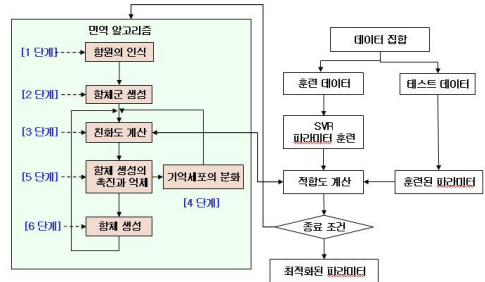 면역 알고리즘
[1 단계]
항원의 인식
[2 단계]
항체군 생성
[3 단계]
친화도 계산
[5 단계]
항체 생성의
촉진과 억제
기억세포의 분화
[4 단계]
[6 단계]
항체 생성
데이터 집합
훈련 데이터
테스트 데이터
SVR
파라미터 훈련
적합도 계산
훈련된 파라미터
종료 조건
최적화된 파라미터